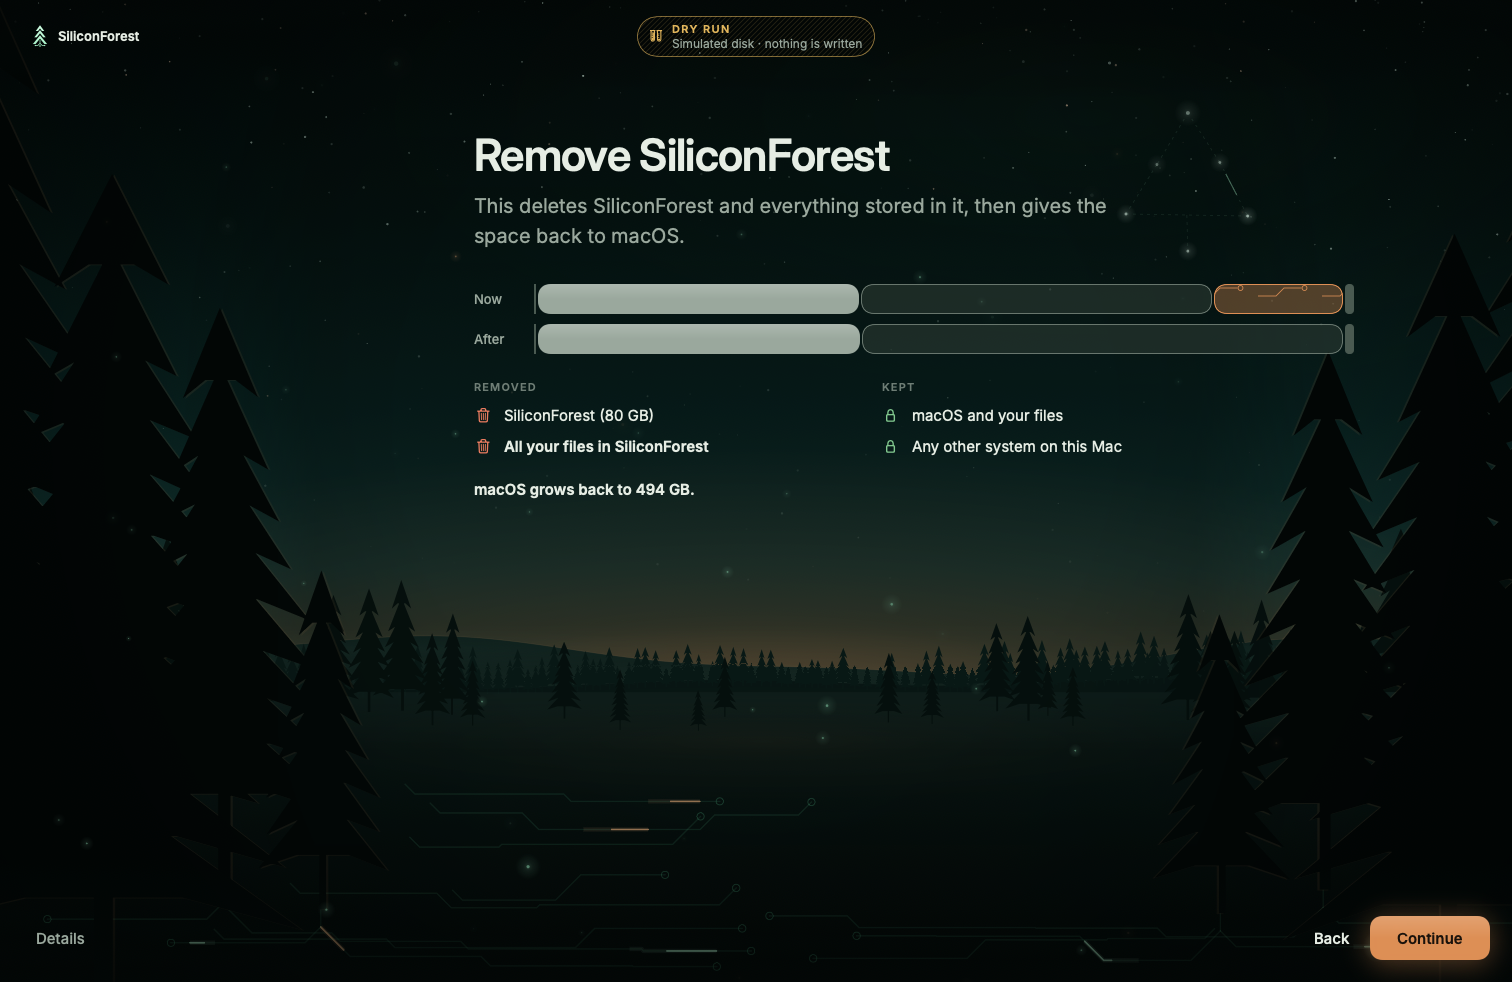 SiliconForest
DRY RUN
Simulated disk · nothing is written
Remove SiliconForest
This deletes SiliconForest and everything stored in it, then gives the
space back to macOS.
Now
After
REMOVED
SiliconForest (80 GB)
All your files in SiliconForest
KEPT
macOS and your files
Any other system on this Mac
macOS grows back to 494 GB.
Details
Back
Continue